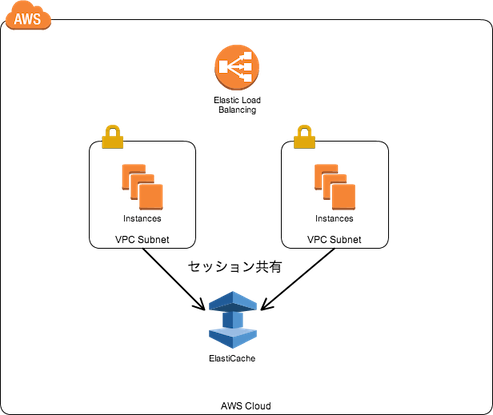 AWS
Elastic Load
Balancing
Instances
VPC Subnet
Instances
VPC Subnet
セッション共有
ElastiCache
AWS Cloud